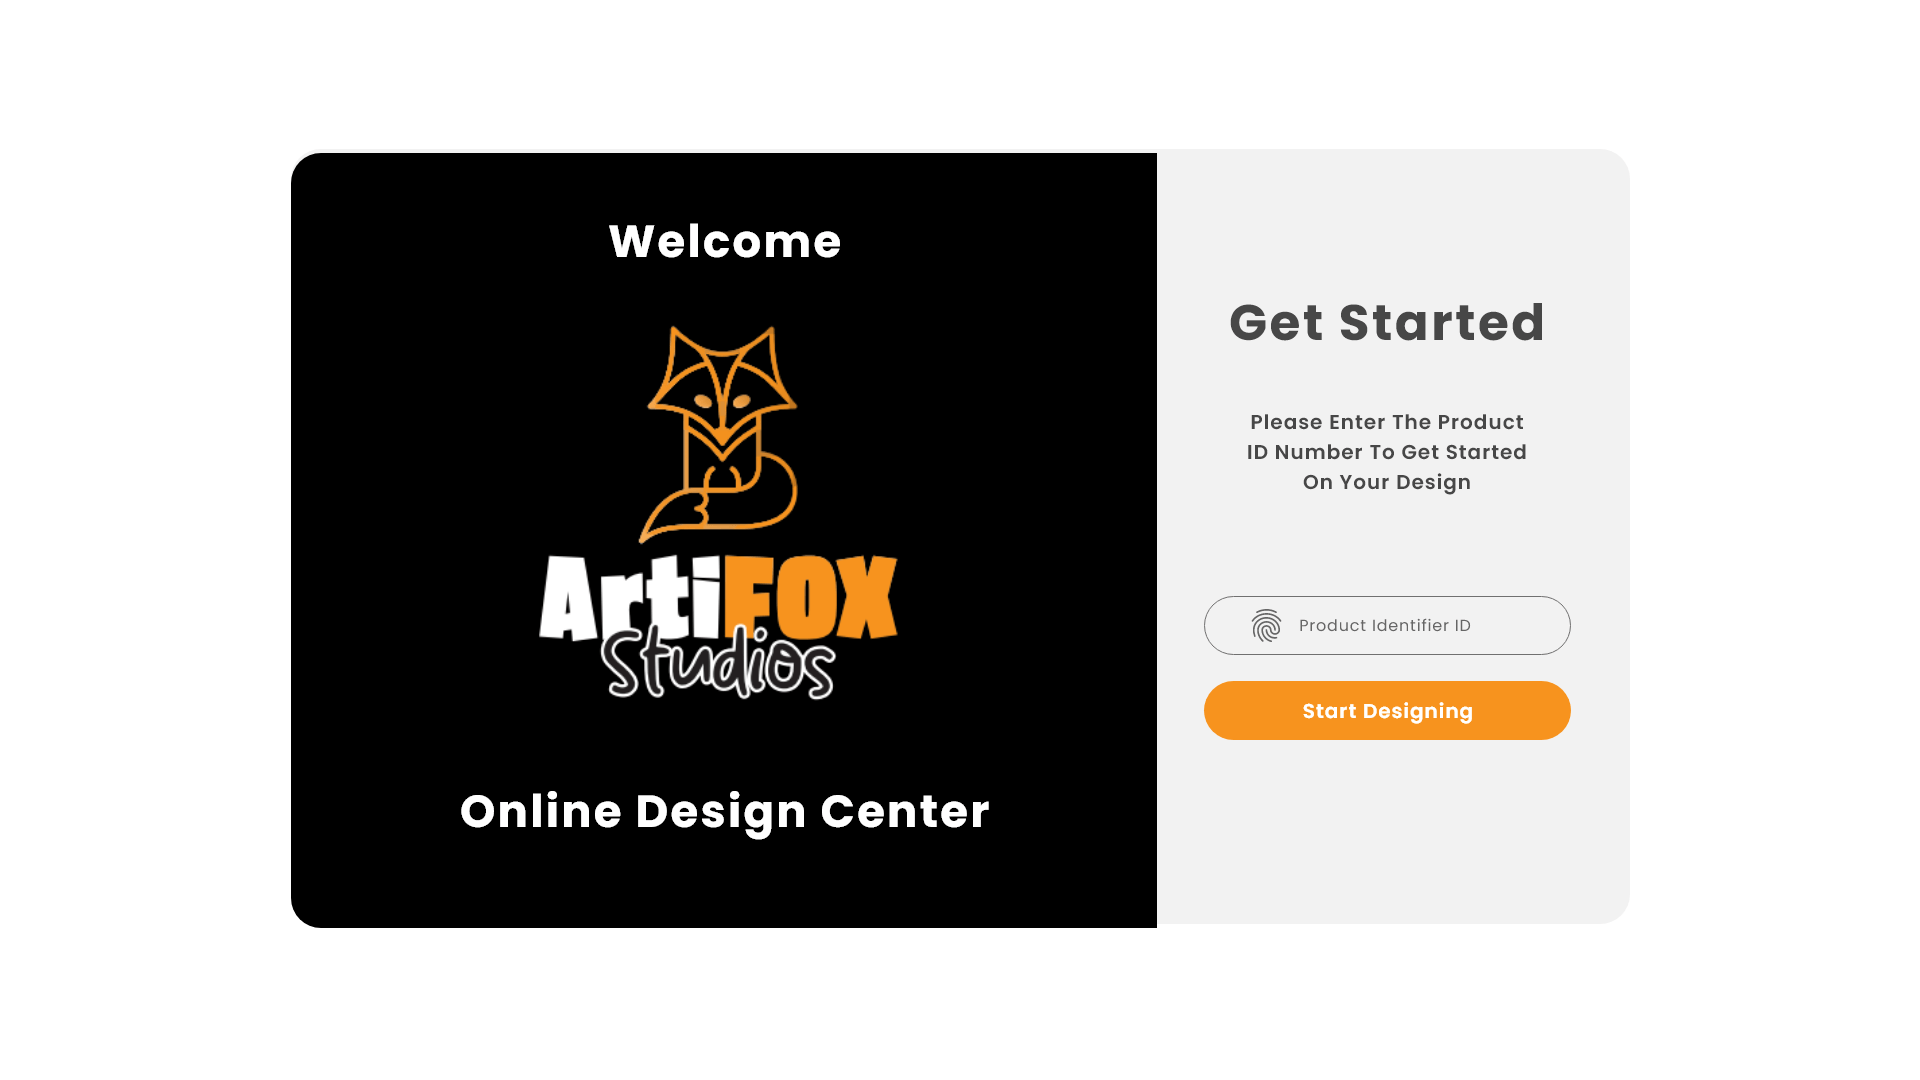 Welcome
ArtiFOX
Studios
Online Design Center
Get Started
Please Enter The Product
ID Number To Get Started
On Your Design
Product Identifier ID
Start Designing